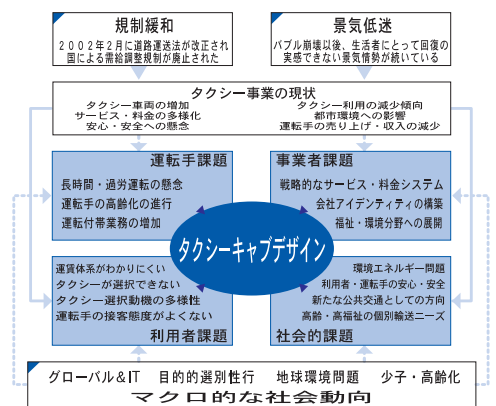 規制緩和
2002年2月に道路運送法が改正され
国による需給調整規制が廃止された
景気低迷
バブル崩壊以後、生活者にとって回復の
実感できない景気情勢が続いている
タクシー事業の現状
タクシー車両の増加
サービス・料金の多様化
安心・安全への懸念
タクシー利用の減少傾向
都市環境への影響
運転手の売り上げ・収入の減少
運転手課題
長時間・過労運転の懸念
運転手の高齢化の進行
運転付帯業務の増加
事業者課題
戦略的なサービス・料金システム
会社アイデンティティの構築
福祉・環境分野への展開
タクシーキャブデザイン
運賃体系がわかりにくい
タクシーが選択できない
タクシー選択動機の多様性
運転手の接客態度がよくない
利用者課題
環境エネルギー問題
利用者・運転手の安心・安全
新たな公共交通としての方向
高齢・高福祉の個別輸送ニーズ
社会的課題
グローバル&IT 目的的選別性行 地球環境問題 少子・高齢化
マクロ的な社会動向